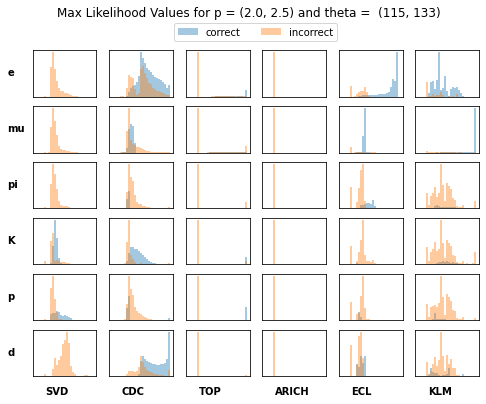 Max Likelihood Values for p = (2.0, 2.5) and theta = (115, 133)
correct incorrect
e
mu
pi
K
p
d
SVD CDC TOP ARICH ECL KLM